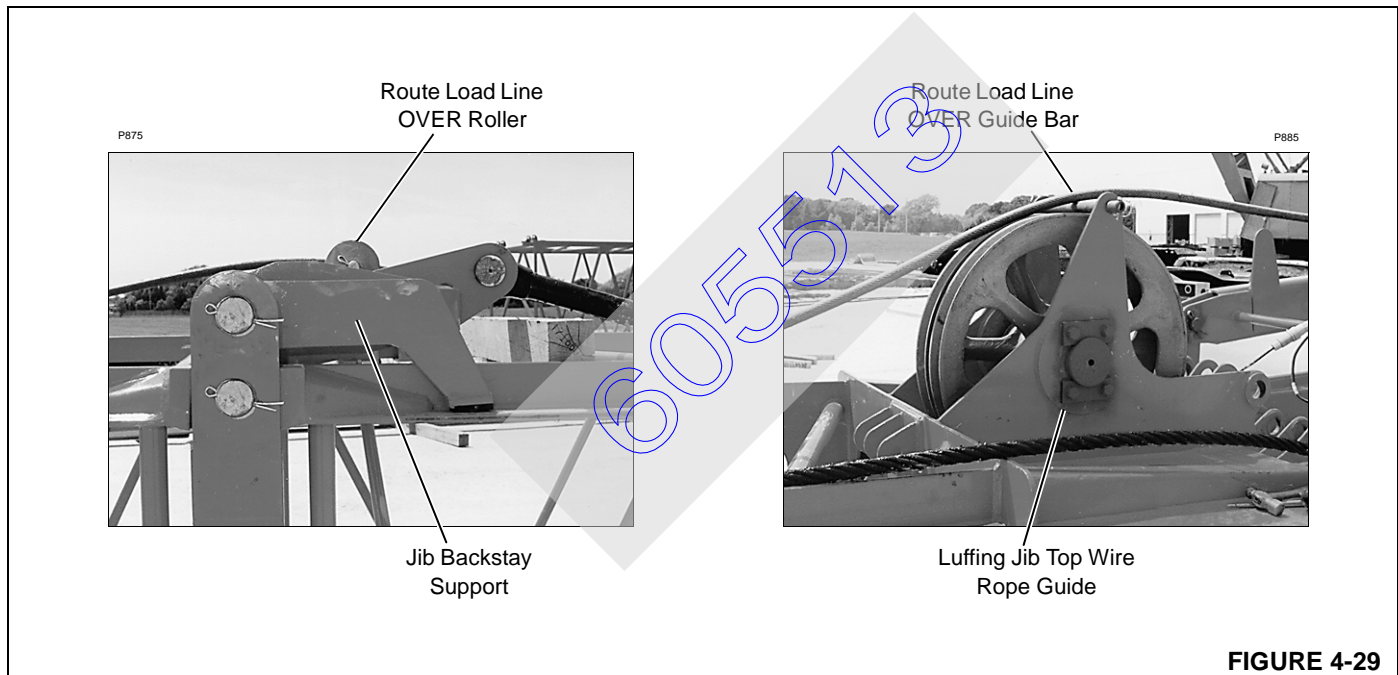 P875
Route Load Line
OVER Roller
Jib Backstay
Support
Route Load Line
OVER Guide Bar
P885
Luffing Jib Top Wire
Rope Guide
6055513
FIGURE 4-29